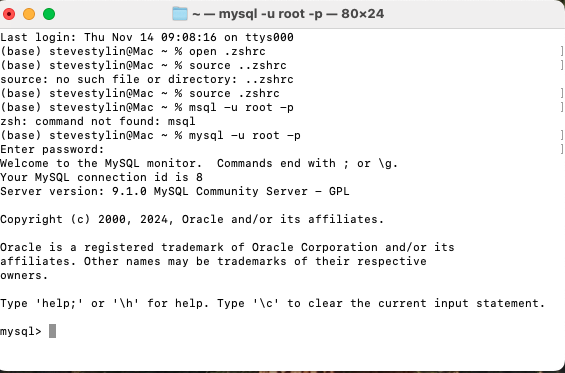 ~ — mysql -u root -p — 80×24
Last login: Thu Nov 14 09:08:16 on ttys000
(base) stevestylin@Mac ~ % open .zshrc
(base) stevestylin@Mac ~ % source ..zshrc
source: no such file or directory: ..zshrc
(base) stevestylin@Mac ~ % source .zshrc
(base) stevestylin@Mac ~ % msql -u root -p
zsh: command not found: msql
(base) stevestylin@Mac ~ % mysql -u root -p
Enter password:
Welcome to the MySQL monitor.  Commands end with ; or \g.
Your MySQL connection id is 8
Server version: 9.1.0 MySQL Community Server - GPL
Copyright (c) 2000, 2024, Oracle and/or its affiliates.
Oracle is a registered trademark of Oracle Corporation and/or its
affiliates. Other names may be trademarks of their respective
owners.
Type 'help;' or '\h' for help. Type '\c' to clear the current input statement.
mysql>